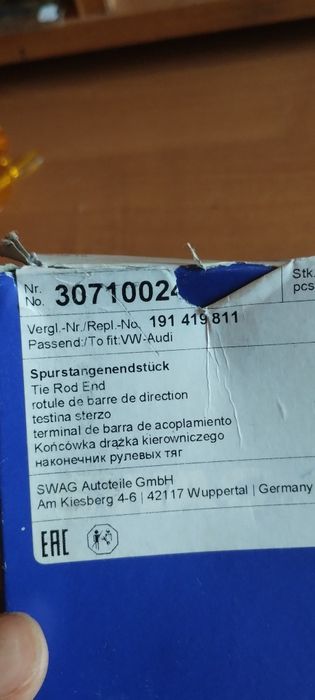 Nr. Stk.
No. 30710024 pcs
Vergl.-Nr./Repl.-No. 191 419 811
Passend:/To fit:VW-Audi
Spurstangenendstück
Tie Rod End
rotule de barre de direction
testina sterzo
terminal de barra de acoplamiento
Końcówka drążka kierowniczego
наконечник рулевых тяг
SWAG Autoteile GmbH
Am Kiesberg 4-6 | 42117 Wuppertal | Germany
EAC